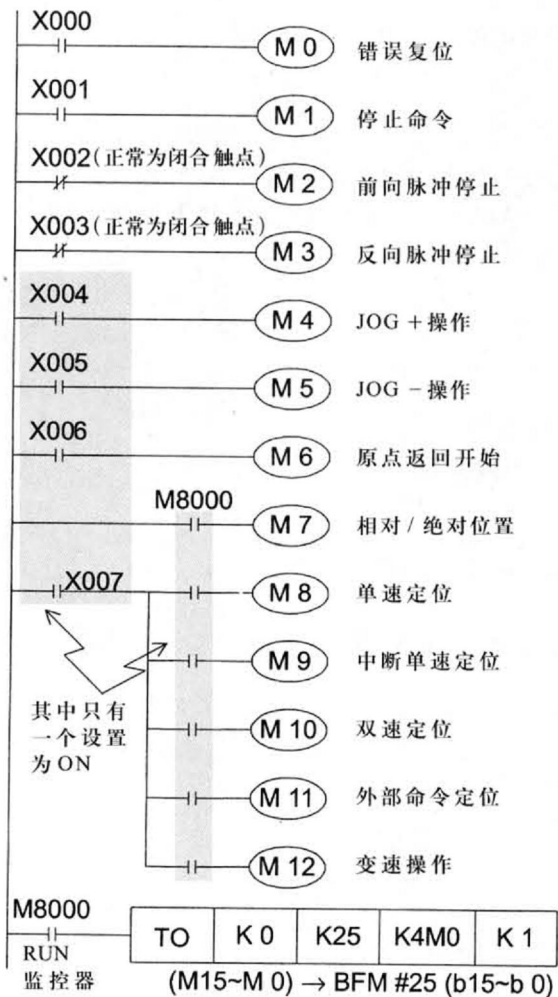 X000
M 0 错误复位
X001
M 1 停止命令
X002(正常为闭合触点)
M 2 前向脉冲停止
X003(正常为闭合触点)
M 3 反向脉冲停止
X004
M 4 JOG + 操作
X005
M 5 JOG - 操作
X006
M 6 原点返回开始
M8000
M 7 相对 / 绝对位置
X007
M 8 单速定位
M 9 中断单速定位
其中只有
一个设置
为 ON
M 10 双速定位
M 11 外部命令定位
M 12 变速操作
M8000
RUN
监控器
TO K 0 K25 K4M0 K 1
(M15~M 0) → BFM #25 (b15~b 0)